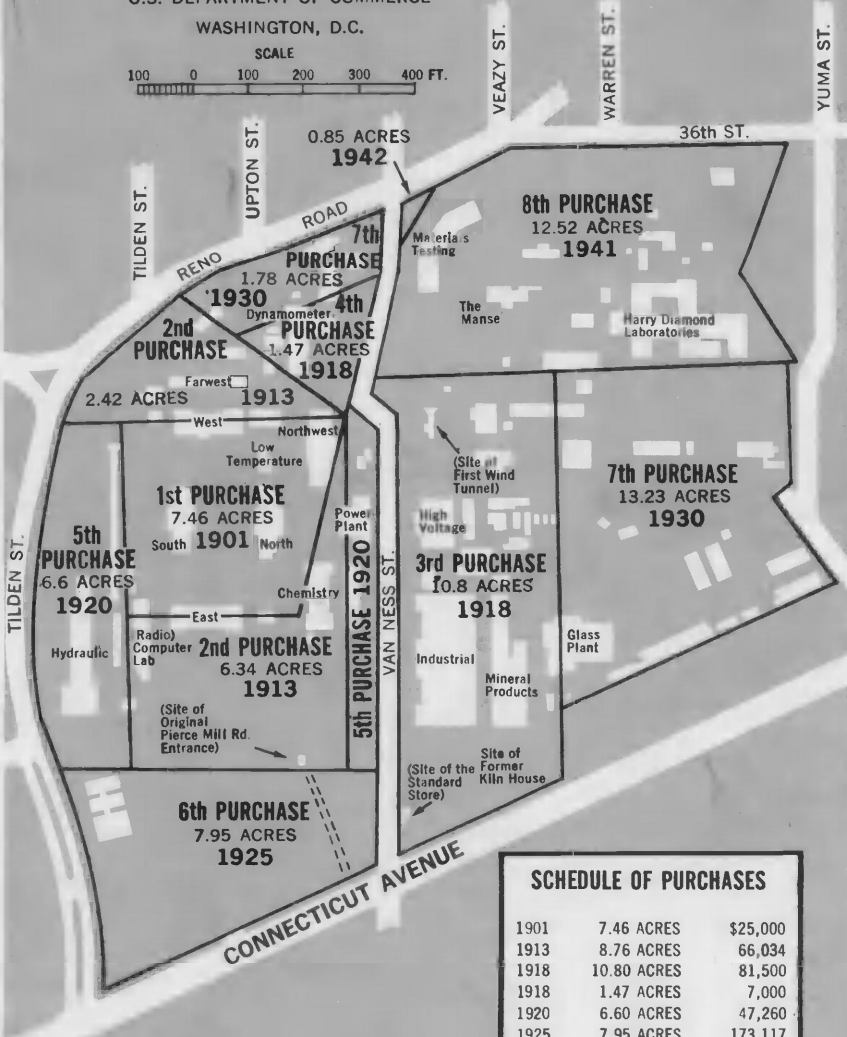 U.S. DEPARTMENT OF COMMERCE
WASHINGTON, D.C.
SCALE
100 0 100 200 300 400 FT.
TILDEN ST.
UPTON ST.
VEAZY ST.
WARREN ST.
YUMA ST.
36th ST.
RENO ROAD
0.85 ACRES
1942
8th PURCHASE
12.52 ACRES
1941
Materials
Testing
The
Manse
Harry Diamond
Laboratories
7th
PURCHASE
1.78 ACRES
1930
Dynamometer
4th
PURCHASE
1.47 ACRES
1918
2nd
PURCHASE
Farwest
2.42 ACRES 1913
West
Northwest
Low
Temperature
1st PURCHASE
7.46 ACRES
South 1901 North
Power
Plant
Chemistry
East
5th
PURCHASE
6.6 ACRES
1920
Hydraulic
TILDEN ST.
Radio)
Computer
Lab
2nd PURCHASE
6.34 ACRES
1913
(Site of
Original
Pierce Mill Rd.
Entrance)
5th PURCHASE 1920
VAN NESS ST.
(Site of
First Wind
Tunnel)
High
Voltage
3rd PURCHASE
10.8 ACRES
1918
Industrial
Mineral
Products
7th PURCHASE
13.23 ACRES
1930
Glass
Plant
(Site of the
Standard
Store)
Site of
Former
Kiln House
6th PURCHASE
7.95 ACRES
1925
CONNECTICUT AVENUE
SCHEDULE OF PURCHASES
1901 7.46 ACRES $25,000
1913 8.76 ACRES 66,034
1918 10.80 ACRES 81,500
1918 1.47 ACRES 7,000
1920 6.60 ACRES 47,260
1925 7.95 ACRES 173,117